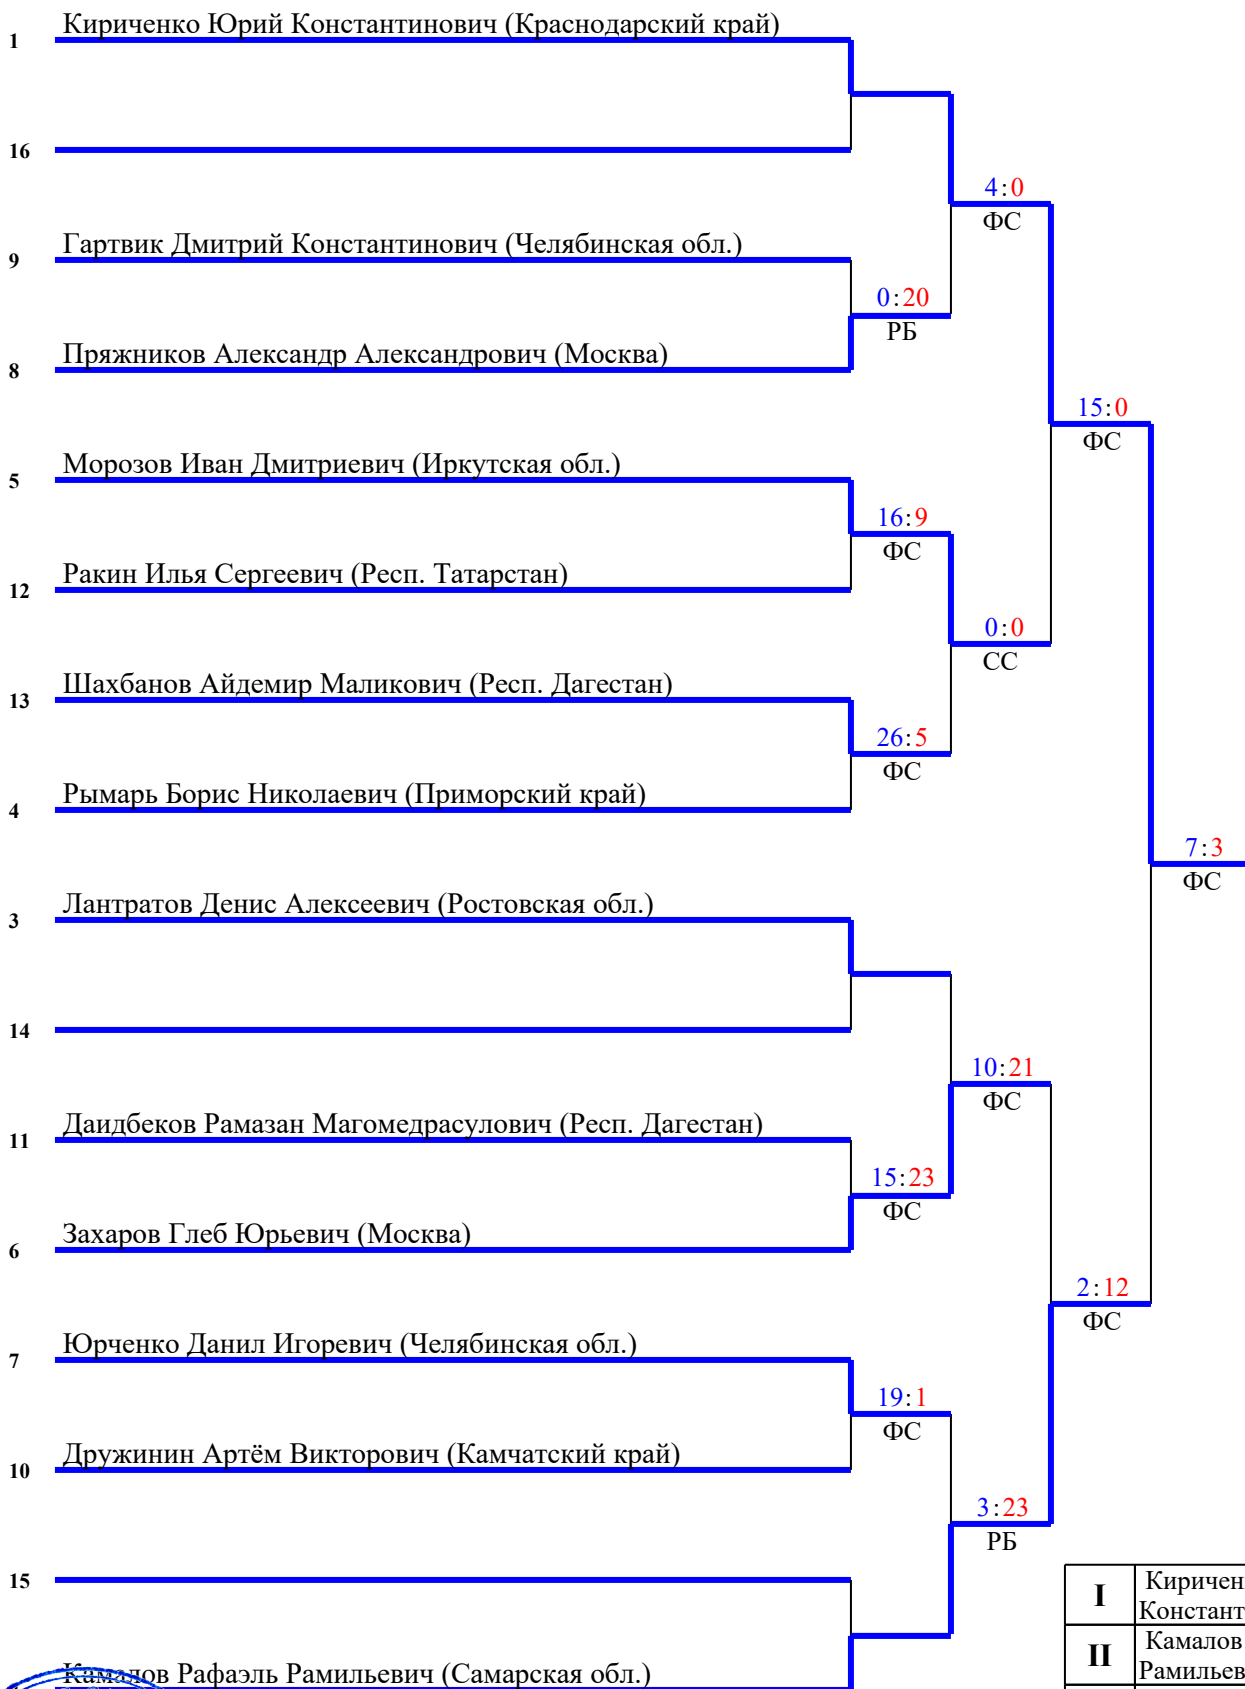 Кириченко Юрий Константинович (Краснодарский край)
1
16
4:0
ФС
Гартвик Дмитрий Константинович (Челябинская обл.)
9
0:20
РБ
Пряжников Александр Александрович (Москва)
8
15:0
ФС
Морозов Иван Дмитриевич (Иркутская обл.)
5
16:9
ФС
Ракин Илья Сергеевич (Респ. Татарстан)
12
0:0
СС
Шахбанов Айдемир Маликович (Респ. Дагестан)
13
26:5
ФС
Рымарь Борис Николаевич (Приморский край)
4
7:3
ФС
Лантратов Денис Алексеевич (Ростовская обл.)
3
14
10:21
ФС
Даидбеков Рамазан Магомедрасулович (Респ. Дагестан)
11
15:23
ФС
Захаров Глеб Юрьевич (Москва)
6
2:12
ФС
Юрченко Данил Игоревич (Челябинская обл.)
7
19:1
ФС
Дружинин Артём Викторович (Камчатский край)
10
3:23
РБ
15
I
Киричен
Констант
II
Камалов
Рамильев
Камалов Рафаэль Рамильевич (Самарская обл.)